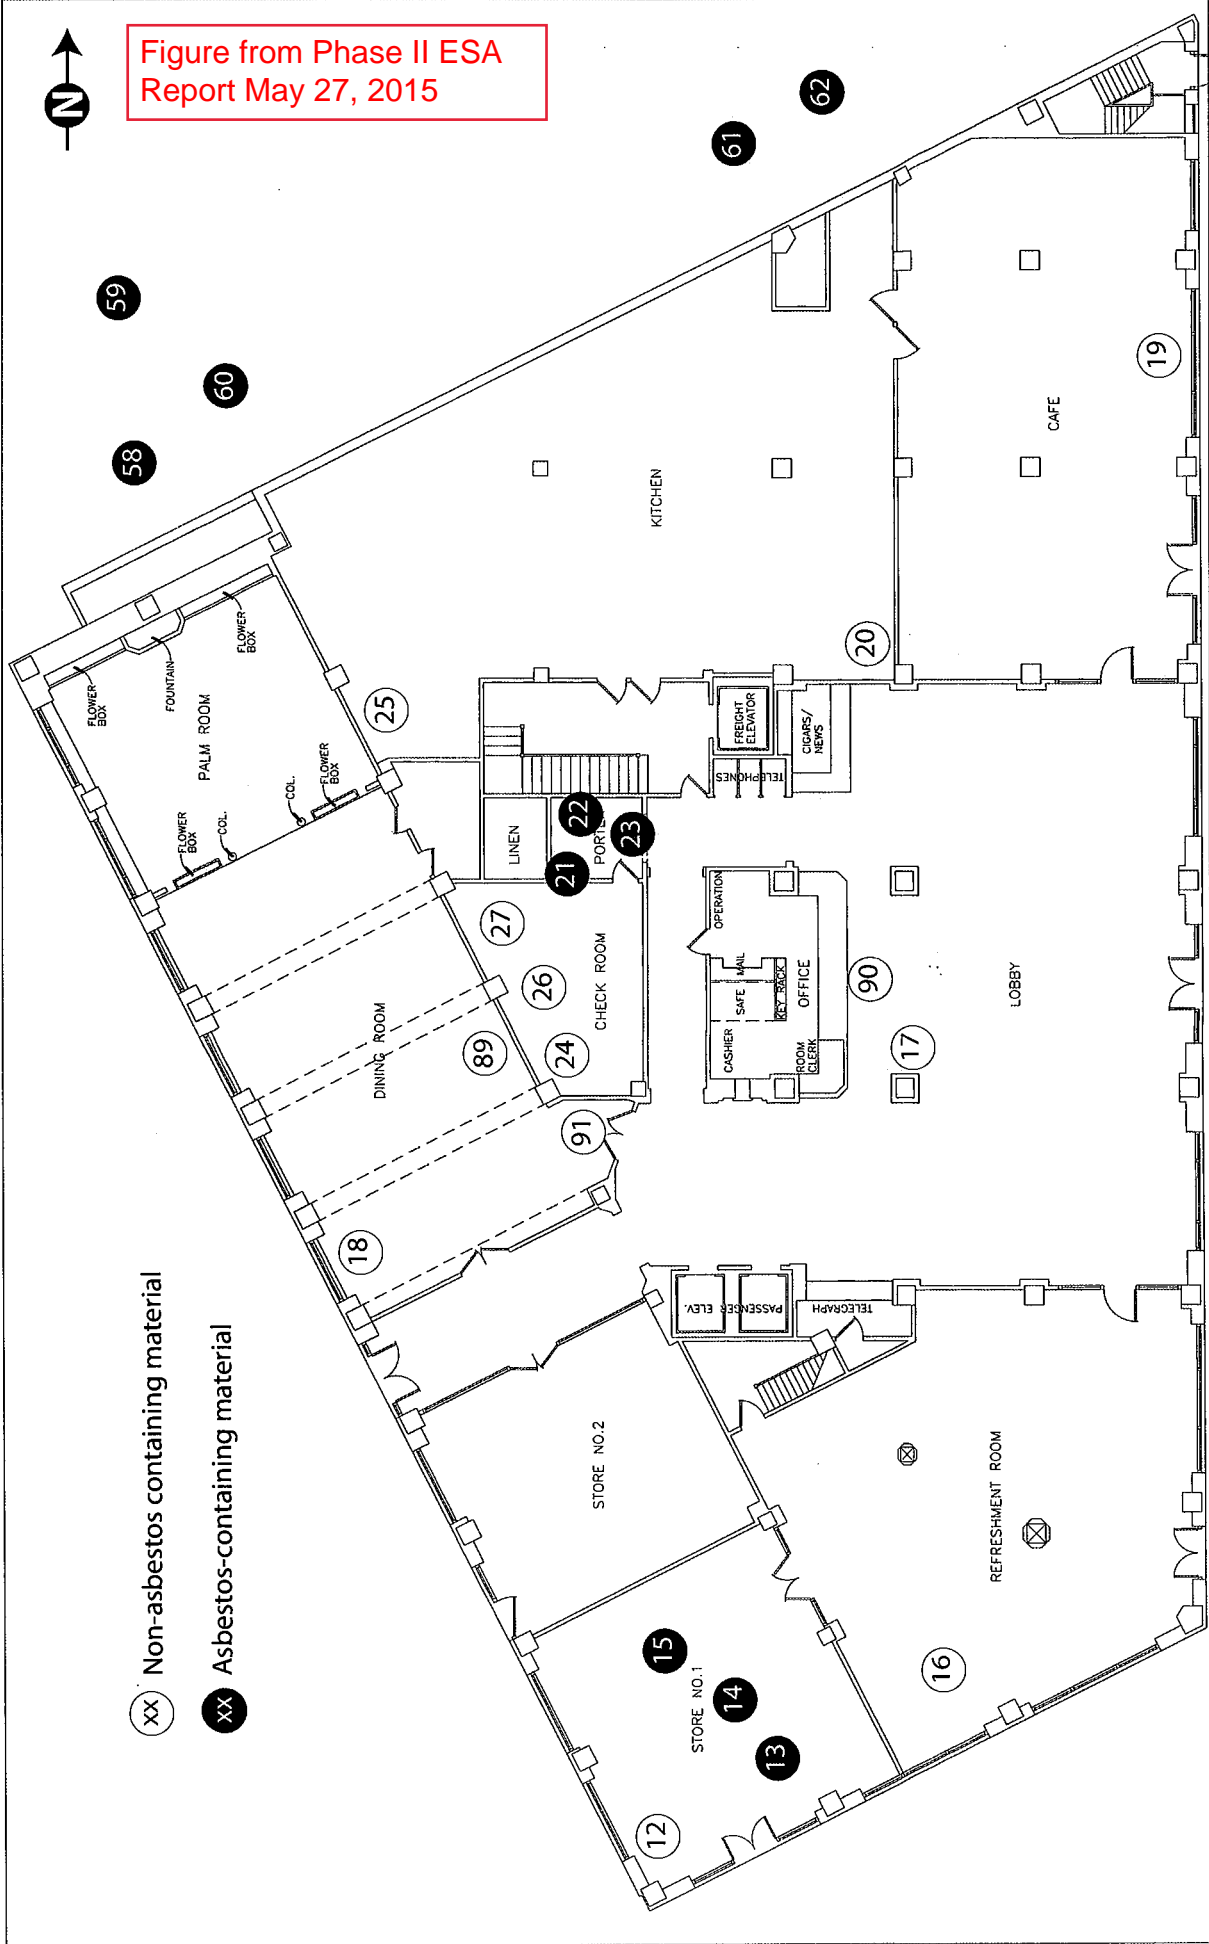 N
Figure from Phase II ESA
Report May 27, 2015
62
61
59
60
58
FLOWER
BOX
FOUNTAIN
FLOWER
BOX
PALM ROOM
FLOWER
BOX
COL.
COL.
FLOWER
BOX
KITCHEN
CAFE
19
20
25
FREIGHT
ELEVATOR
CIGARS/
NEWS
TELEPHONES
LINEN
22
23
21
27
26
CHECK ROOM
DINING ROOM
89
24
91
18
OPERATION
MAIL
SAFE
KEY RACK
CASHIER
OFFICE
ROOM
CLERK
90
17
LOBBY
PASSENGER ELEV.
TELEGRAPH
STORE NO.2
REFRESHMENT ROOM
15
STORE NO.1
14
13
12
16
XX Non-asbestos containing material
XX Asbestos-containing material